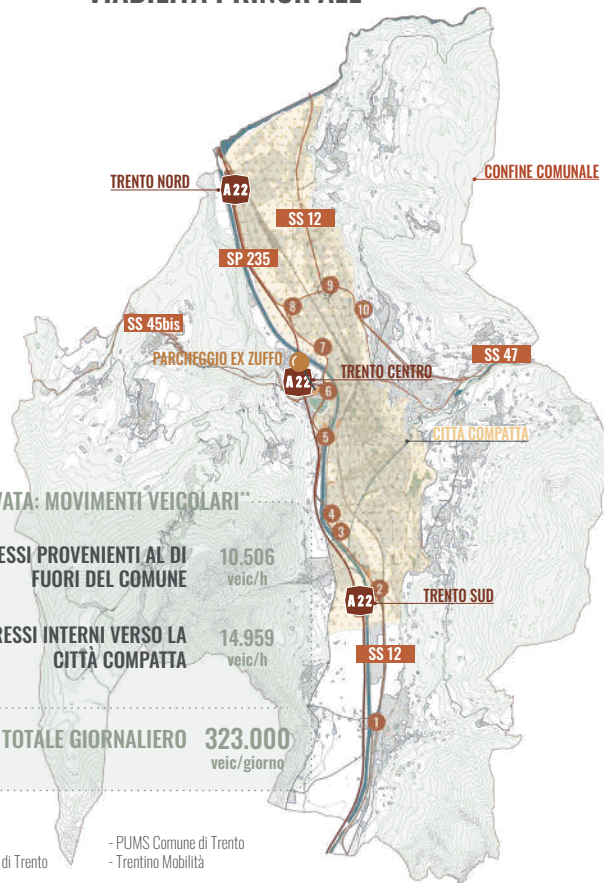 VIABILITÀ PRINCIPALE
TRENTO NORD
A22
CONFINE COMUNALE
SS 12
SP 235
9
8
10
SS 45bis
7
PARCHEGGIO EX ZUFFO
SS 47
A22
TRENTO CENTRO
6
5
CITTÀ COMPATTA
VATA: MOVIMENTI VEICOLARI**
4
3
ESSI PROVENIENTI AL DI
FUORI DEL COMUNE
10.506
veic/h
2
A22
TRENTO SUD
RESSI INTERNI VERSO LA
CITTÀ COMPATTA
14.959
veic/h
SS 12
1
TOTALE GIORNALIERO
323.000
veic/giorno
di Trento
- PUMS Comune di Trento
- Trentino Mobilità